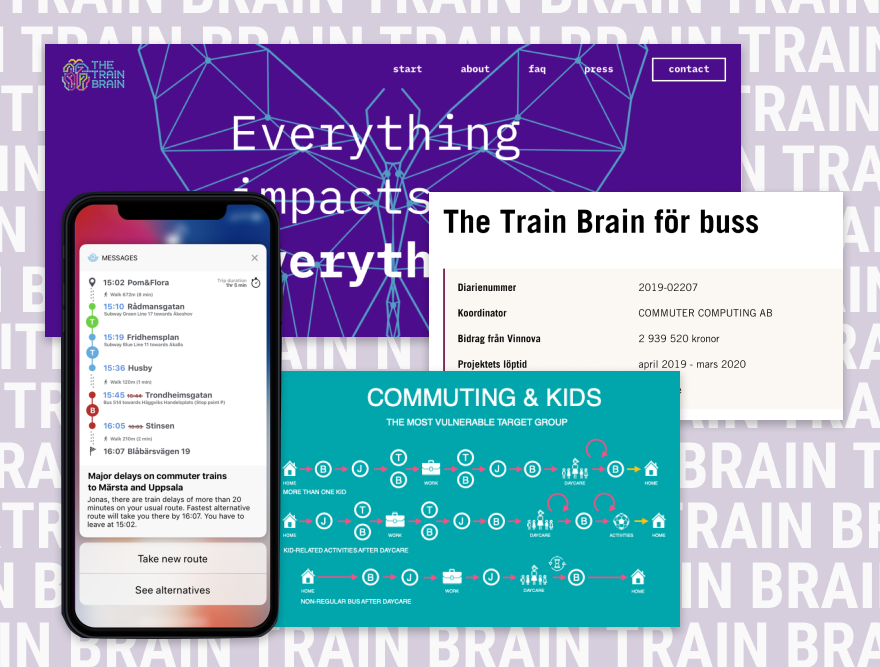 THE
TRAIN
BRAIN
start about faq press contact
Everything
impacts
The Train Brain för buss
Diarienummer 2019-02207
Koordinator COMMUTER COMPUTING AB
Bidrag från Vinnova 2 939 520 kronor
Projektets löptid april 2019 - mars 2020
MESSAGES
15:02 Pom&Flora
Trip duration
1hr 5 min
Walk 672m (8 min)
15:10 Rådmansgatan
Subway Green Line 17 towards Åkeshov
T
15:19 Fridhemsplan
Subway Blue Line 11 towards Akalla
T
15:36 Husby
Walk 120m (1 min)
15:45 15:44 Trondheimsgatan
Bus 514 towards Häggviks Handelsplats (Stop point P)
B
16:05 16:03 Stinsen
Walk 210m (2 min)
16:07 Blåbärsvägen 19
Major delays on commuter trains
to Märsta and Uppsala
Jonas, there are train delays of more than 20
minutes on your usual route. Fastest alternative
route will take you there by 16:07. You have to
leave at 15:02.
Take new route
See alternatives
COMMUTING & KIDS
THE MOST VULNERABLE TARGET GROUP
T T
B J B B J B B
HOME WORK DAYCARE HOME
MORE THAN ONE KID
T T
J B B J B B
HOME WORK DAYCARE ACTIVITIES HOME
KID-RELATED ACTIVITIES AFTER DAYCARE
B J J B
HOME WORK DAYCARE HOME
NON-REGULAR BUS AFTER DAYCARE
TRAIN BRAIN TRAIN BRAIN TRAIN